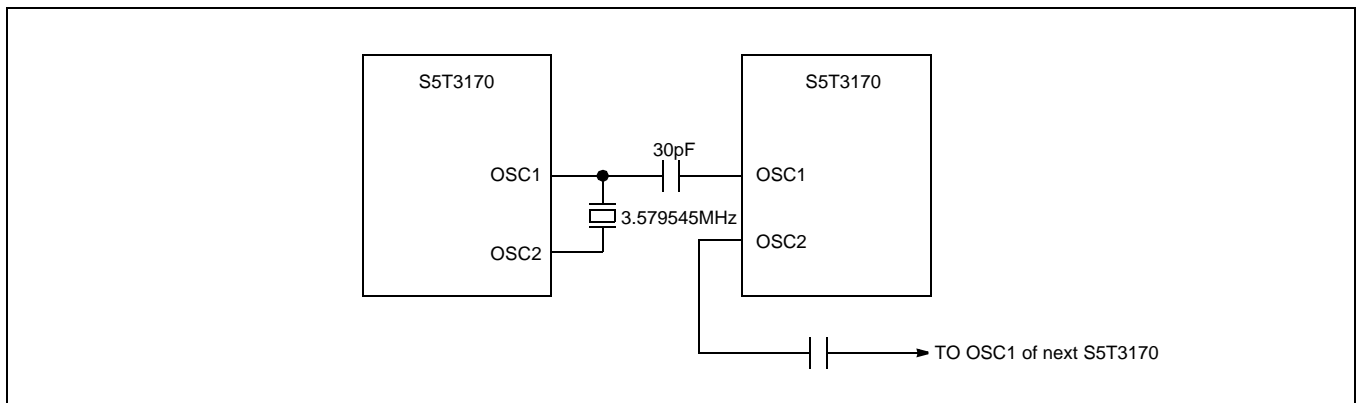 S5T3170
S5T3170
30pF
OSC1
OSC1
3.579545MHz
OSC2
OSC2
TO OSC1 of next S5T3170